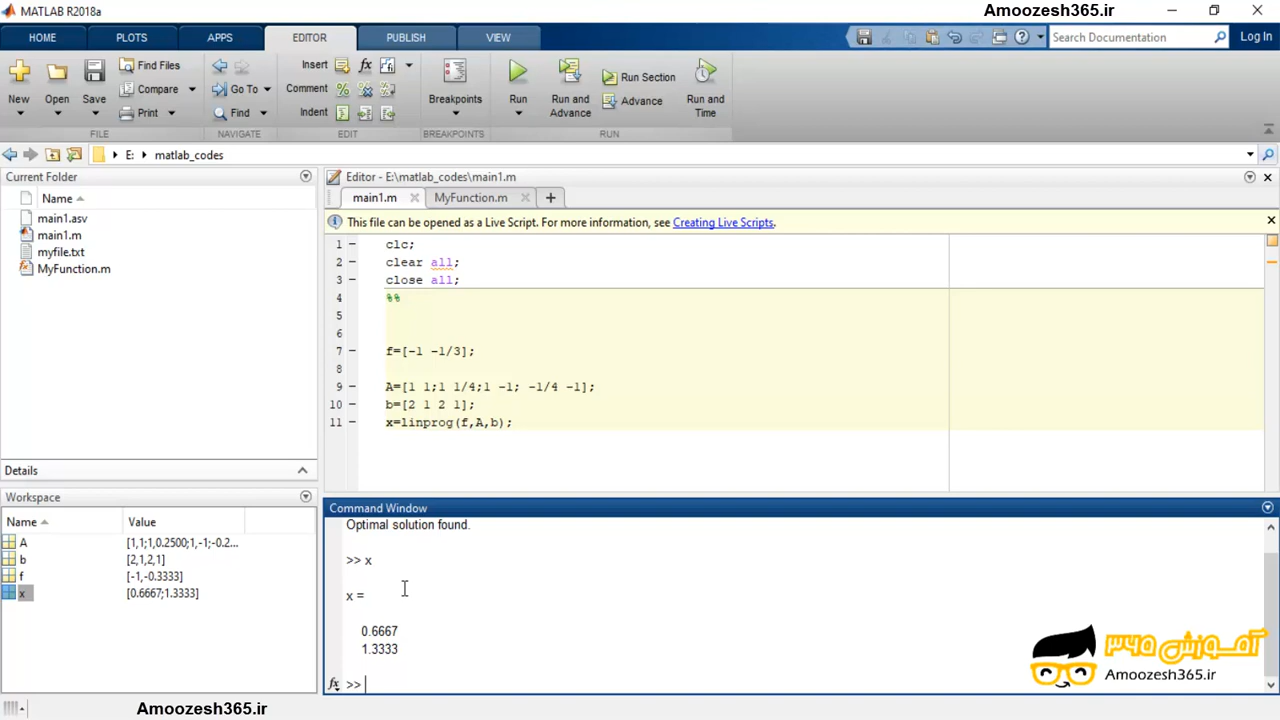 MATLAB R2018a
Amoozesh365.ir
HOME PLOTS APPS EDITOR PUBLISH VIEW
Search Documentation
Log In
New
Open
Save
Find Files
Compare
Print
Go To
Find
Insert
Comment
Indent
Breakpoints
Run
Run and Advance
Run Section
Advance
Run and Time
FILE NAVIGATE EDIT BREAKPOINTS RUN
E: matlab_codes
Current Folder
Name
main1.asv
main1.m
myfile.txt
MyFunction.m
Details
Workspace
Name Value
A [1,1;1,0.2500;1,-1;-0.2...
b [2,1,2,1]
f [-1,-0.3333]
x [0.6667;1.3333]
Editor - E:\matlab_codes\main1.m
main1.m MyFunction.m
This file can be opened as a Live Script. For more information, see Creating Live Scripts.
1 clc;
2 clear all;
3 close all;
4 %%
5
6
7 f=[-1 -1/3];
8
9 A=[1 1;1 1/4;1 -1; -1/4 -1];
10 b=[2 1 2 1];
11 x=linprog(f,A,b);
Command Window
Optimal solution found.
>> x
x =
0.6667
1.3333
fx >>
آموزش ۳۶۵
Amoozesh365.ir
Amoozesh365.ir